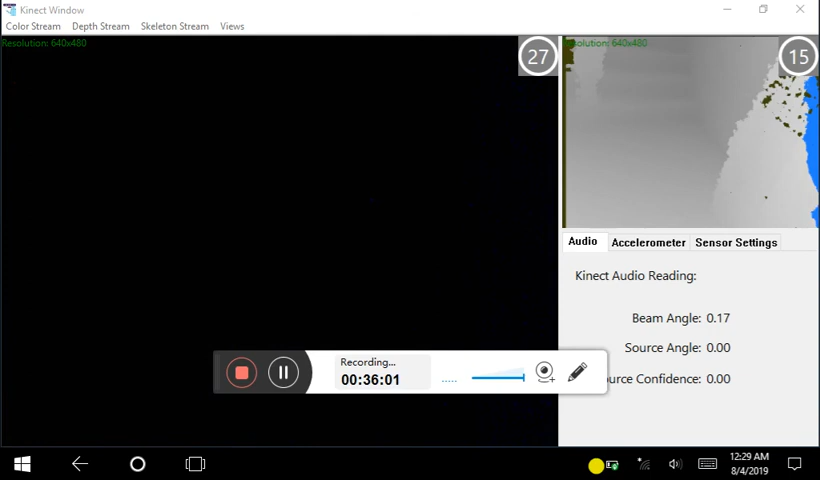 Kinect Window
Color Stream Depth Stream Skeleton Stream Views
Resolution: 640x480
27
olution: 640x480
15
Audio Accelerometer Sensor Settings
Kinect Audio Reading:
Beam Angle: 0.17
Source Angle: 0.00
ource Confidence: 0.00
Recording...
00:36:01
12:29 AM
8/4/2019